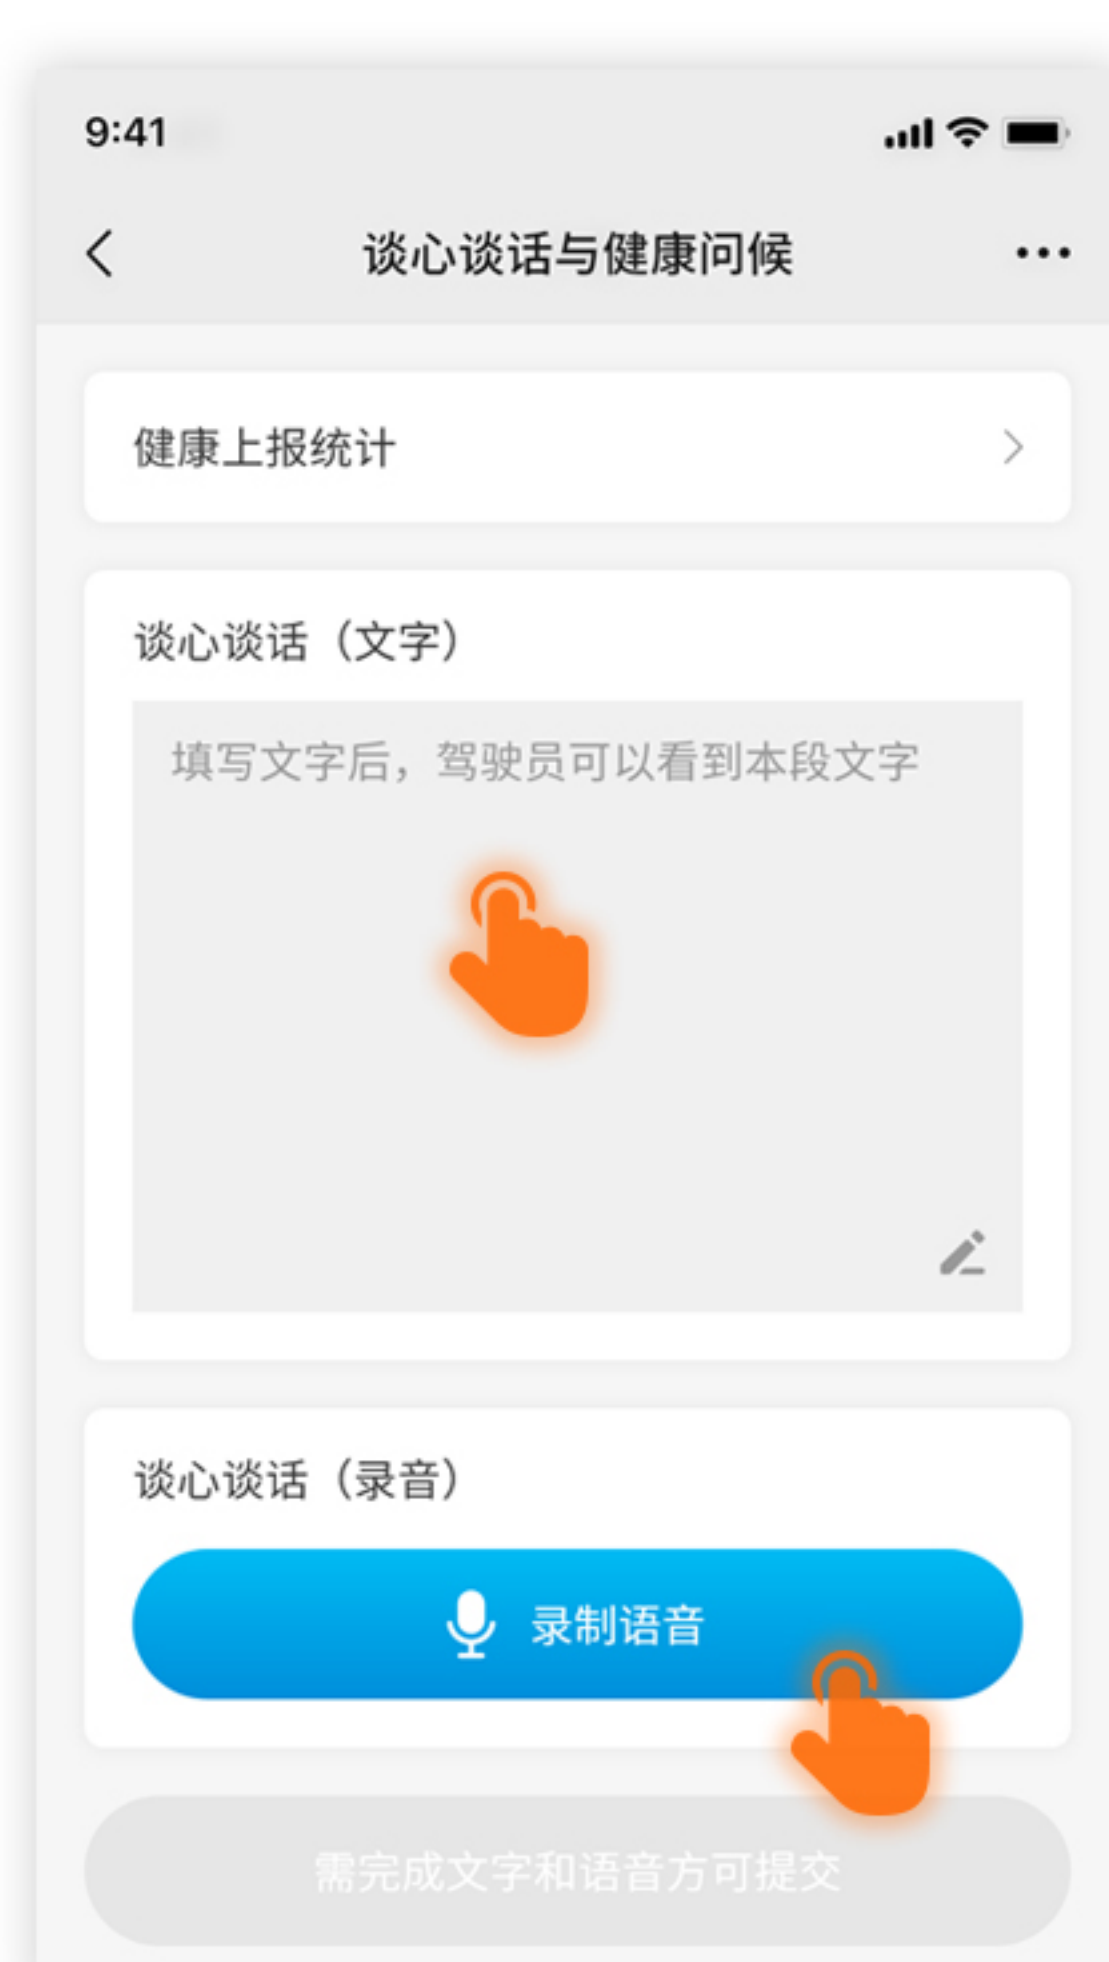 9:41
谈心谈话与健康问候
健康上报统计
谈心谈话（文字）
填写文字后，驾驶员可以看到本段文字
谈心谈话（录音）
录制语音
需完成文字和语音方可提交